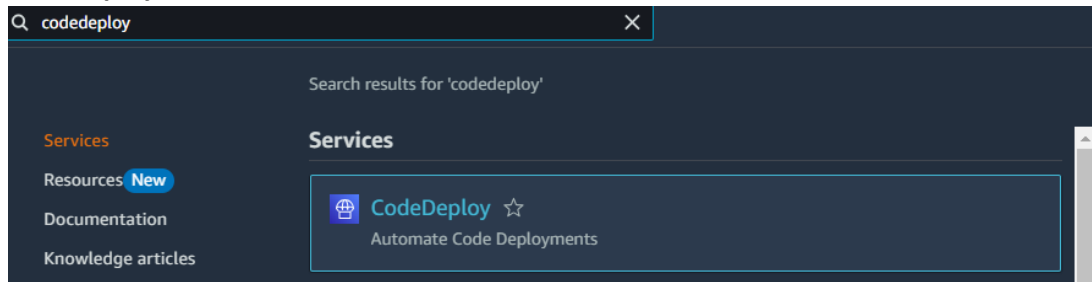 codedeploy
Search results for 'codedeploy'
Services
Resources New
Documentation
Knowledge articles
Services
CodeDeploy
Automate Code Deployments